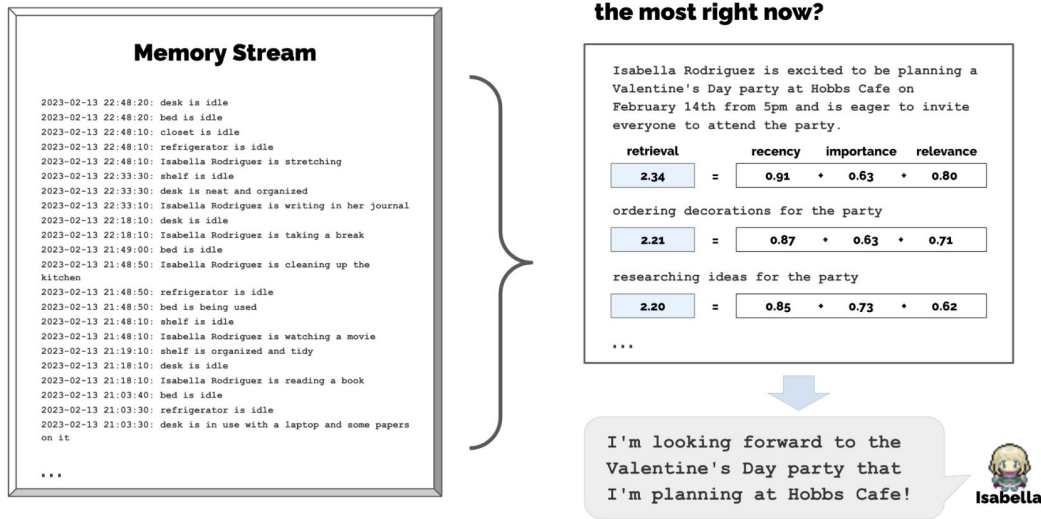 Memory Stream
2023-02-13 22:48:20: desk is idle
2023-02-13 22:48:20: bed is idle
2023-02-13 22:48:10: closet is idle
2023-02-13 22:48:10: refrigerator is idle
2023-02-13 22:48:10: Isabella Rodriguez is stretching
2023-02-13 22:33:30: shelf is idle
2023-02-13 22:33:30: desk is neat and organized
2023-02-13 22:33:10: Isabella Rodriguez is writing in her journal
2023-02-13 22:18:10: desk is idle
2023-02-13 22:18:10: Isabella Rodriguez is taking a break
2023-02-13 21:49:00: bed is idle
2023-02-13 21:48:50: Isabella Rodriguez is cleaning up the
kitchen
2023-02-13 21:48:50: refrigerator is idle
2023-02-13 21:48:50: bed is being used
2023-02-13 21:48:10: shelf is idle
2023-02-13 21:48:10: Isabella Rodriguez is watching a movie
2023-02-13 21:19:10: shelf is organized and tidy
2023-02-13 21:18:10: desk is idle
2023-02-13 21:18:10: Isabella Rodriguez is reading a book
2023-02-13 21:03:40: bed is idle
2023-02-13 21:03:30: refrigerator is idle
2023-02-13 21:03:30: desk is in use with a laptop and some papers
on it
...
the most right now?
Isabella Rodriguez is excited to be planning a
Valentine's Day party at Hobbs Cafe on
February 14th from 5pm and is eager to invite
everyone to attend the party.
retrieval recency importance relevance
2.34 = 0.91 + 0.63 + 0.80
ordering decorations for the party
2.21 = 0.87 + 0.63 + 0.71
researching ideas for the party
2.20 = 0.85 + 0.73 + 0.62
...
I'm looking forward to the
Valentine's Day party that
I'm planning at Hobbs Cafe!
Isabella